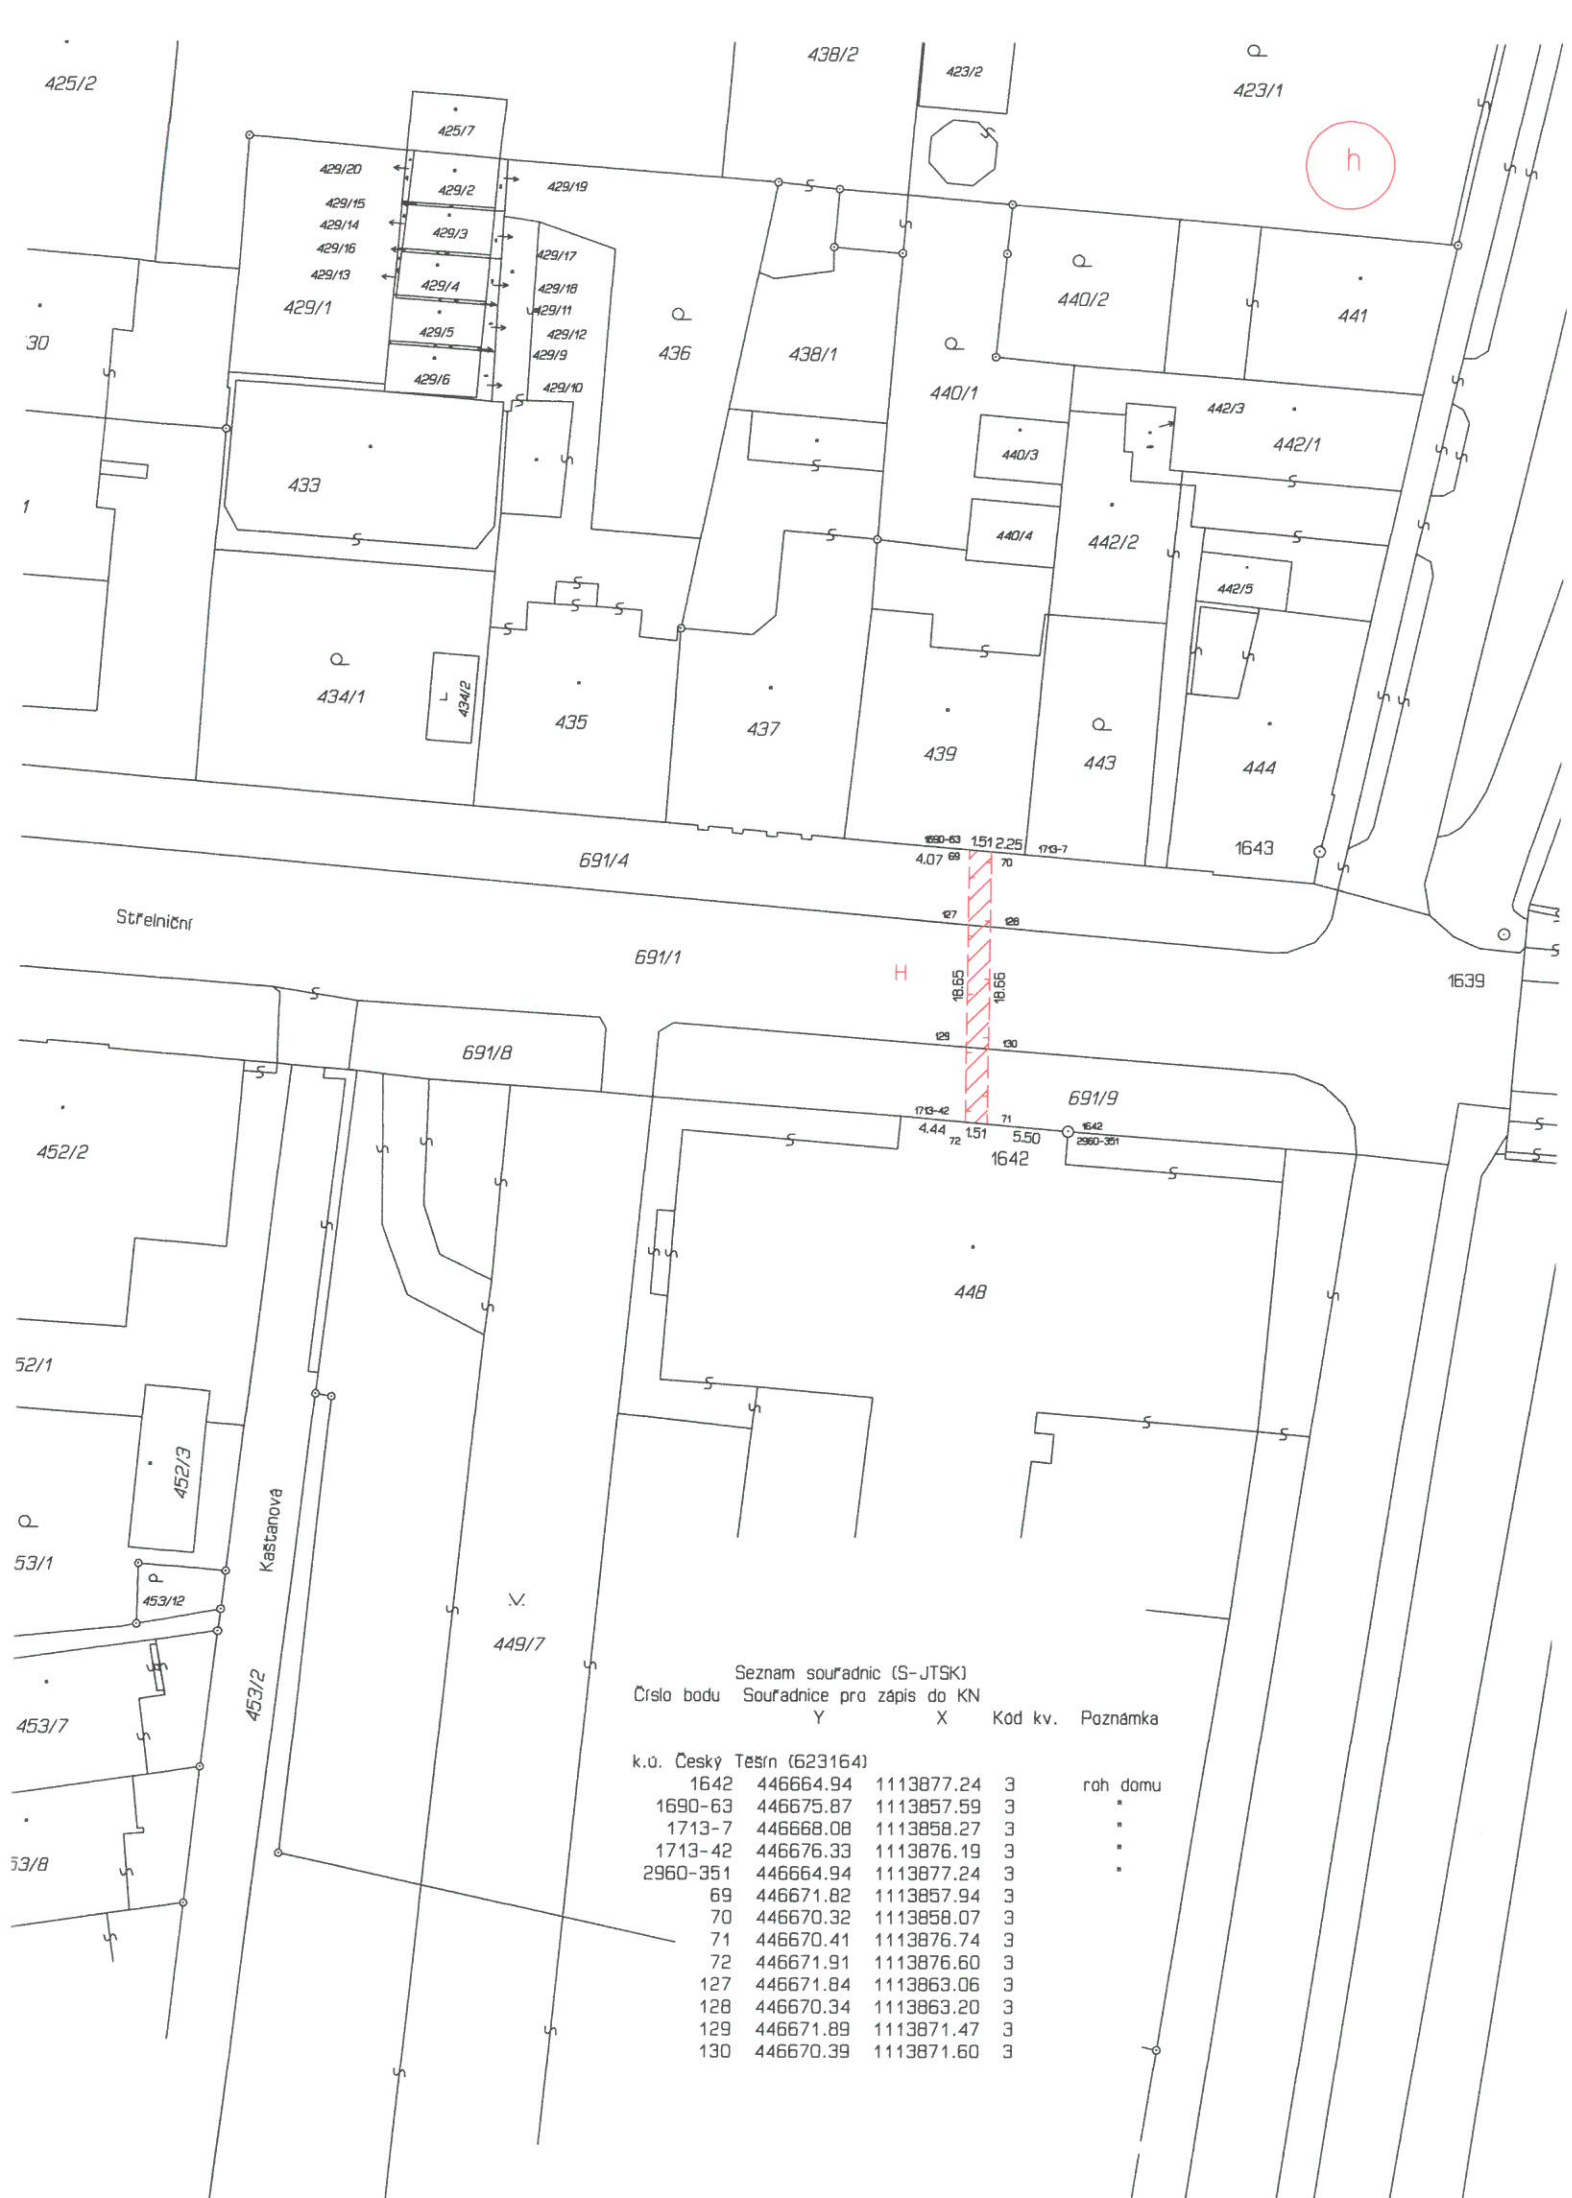 438/2
425/2
423/2
423/1
425/7
h
429/20
429/2
429/19
429/15
429/14
429/3
429/16
429/17
429/13
429/4
429/18
429/1
429/11
440/2
441
30
429/5
429/12
436
438/1
429/9
429/6
429/10
440/1
442/3
442/1
440/3
433
1
440/4
442/2
442/5
434/1
434/2
435
437
439
443
444
1690-63 1.51 2.25 1713-7
1643
4.07 69 70
691/4
Střelniční
127 128
691/1
H
18.65 18.66
1639
129 130
691/8
691/9
1713-42 71 1642
4.44 72 1.51 5.50 2960-351
1642
452/2
448
52/1
452/3
Kaštanová
53/1
453/12
449/7
453/2
453/7
53/8
Seznam souřadnic (S-JTSK)
Číslo bodu Souřadnice pro zápis do KN
Y X Kód kv. Poznámka
k.ú. Český Těšín (623164)
1642 446664.94 1113877.24 3 roh domu
1690-63 446675.87 1113857.59 3 "
1713-7 446668.08 1113858.27 3 "
1713-42 446676.33 1113876.19 3 "
2960-351 446664.94 1113877.24 3 "
69 446671.82 1113857.94 3
70 446670.32 1113858.07 3
71 446670.41 1113876.74 3
72 446671.91 1113876.60 3
127 446671.84 1113863.06 3
128 446670.34 1113863.20 3
129 446671.89 1113871.47 3
130 446670.39 1113871.60 3